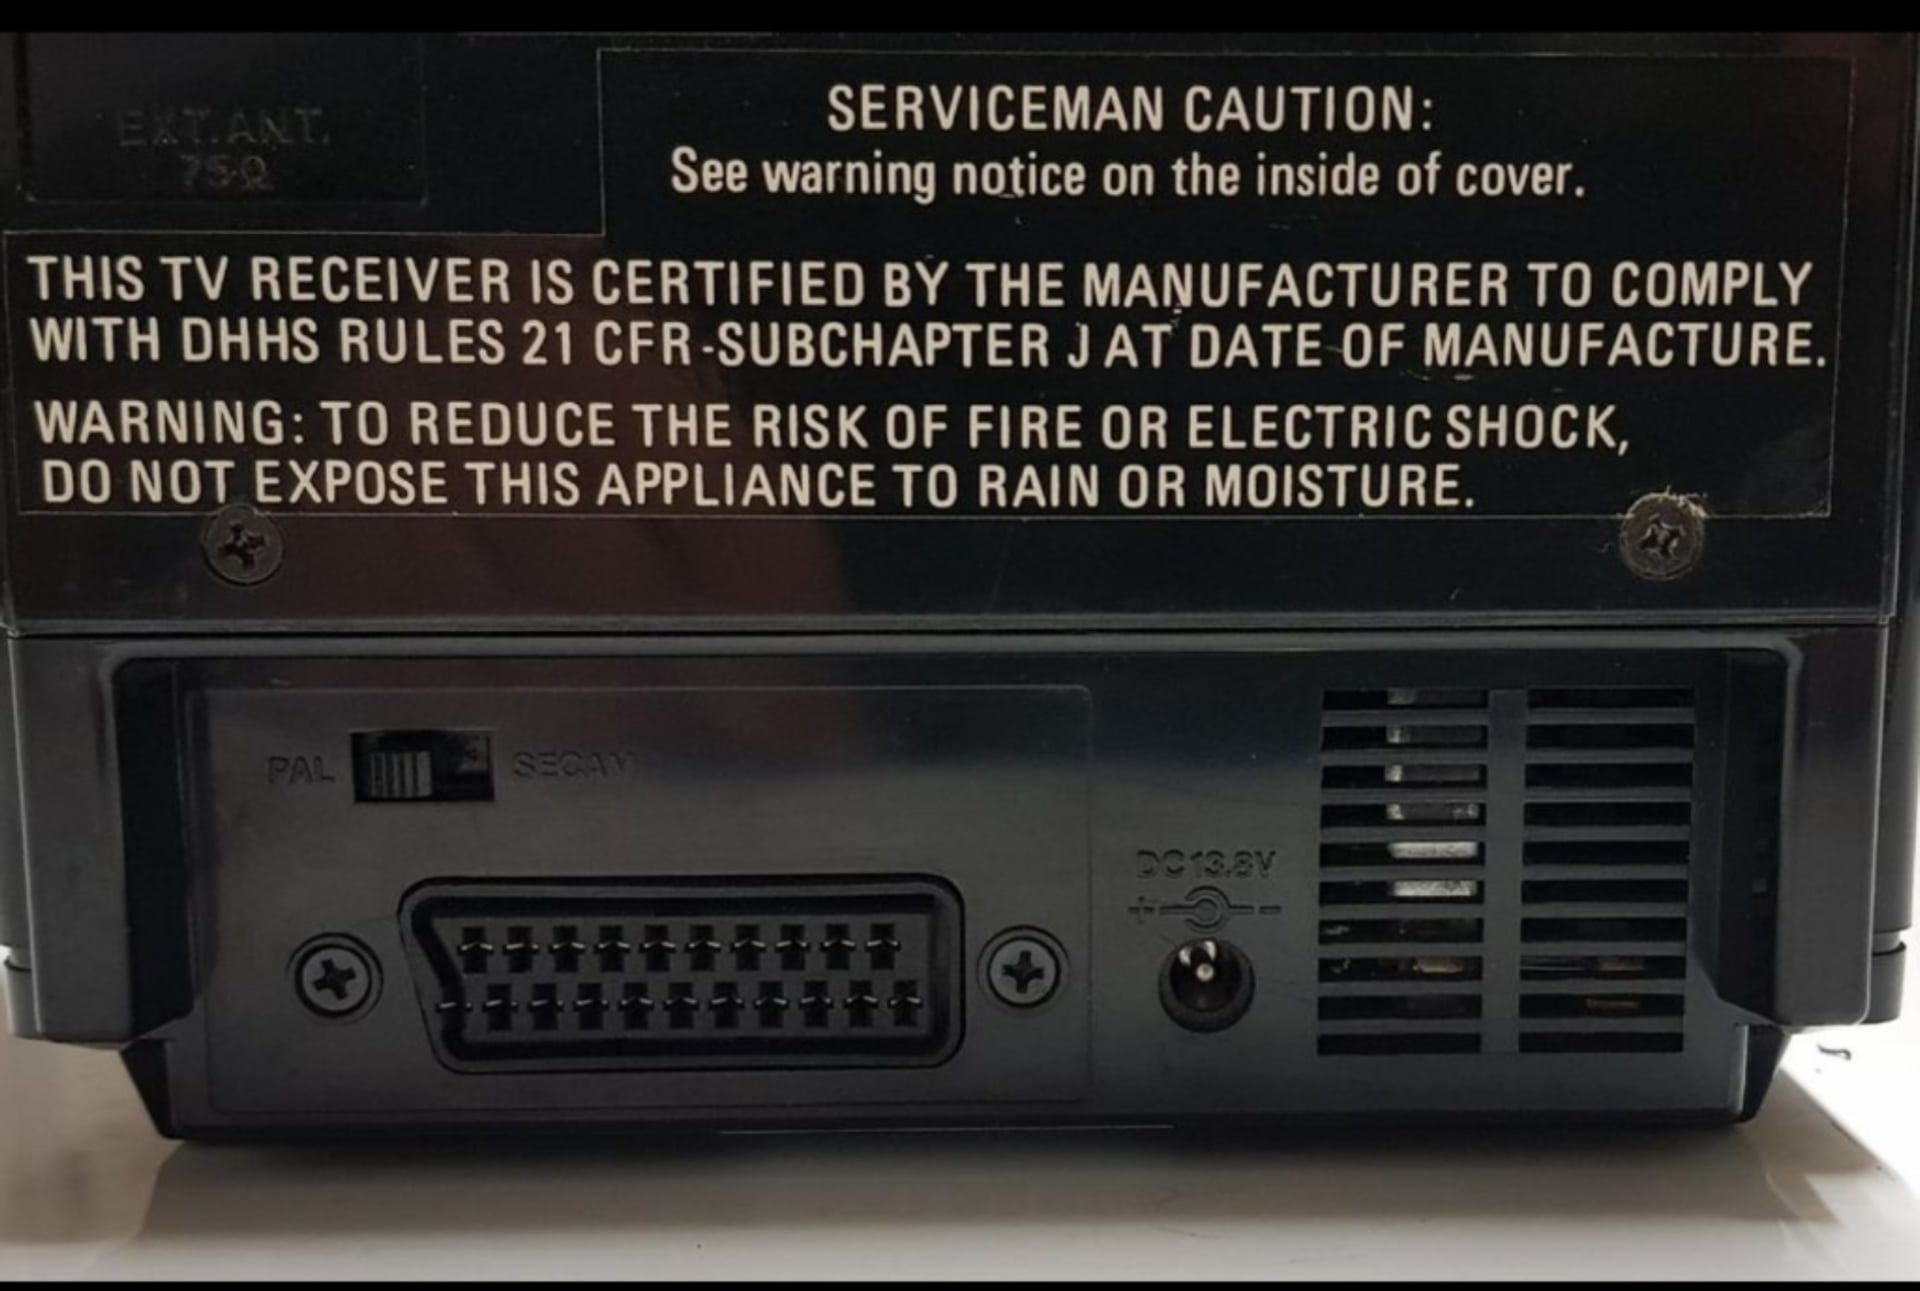 EXT.ANT.
75Ω
SERVICEMAN CAUTION:
See warning notice on the inside of cover.
THIS TV RECEIVER IS CERTIFIED BY THE MANUFACTURER TO COMPLY
WITH DHHS RULES 21 CFR-SUBCHAPTER J AT DATE OF MANUFACTURE.
WARNING: TO REDUCE THE RISK OF FIRE OR ELECTRIC SHOCK,
DO NOT EXPOSE THIS APPLIANCE TO RAIN OR MOISTURE.
PAL SECAM
DC 13.8V
+ -